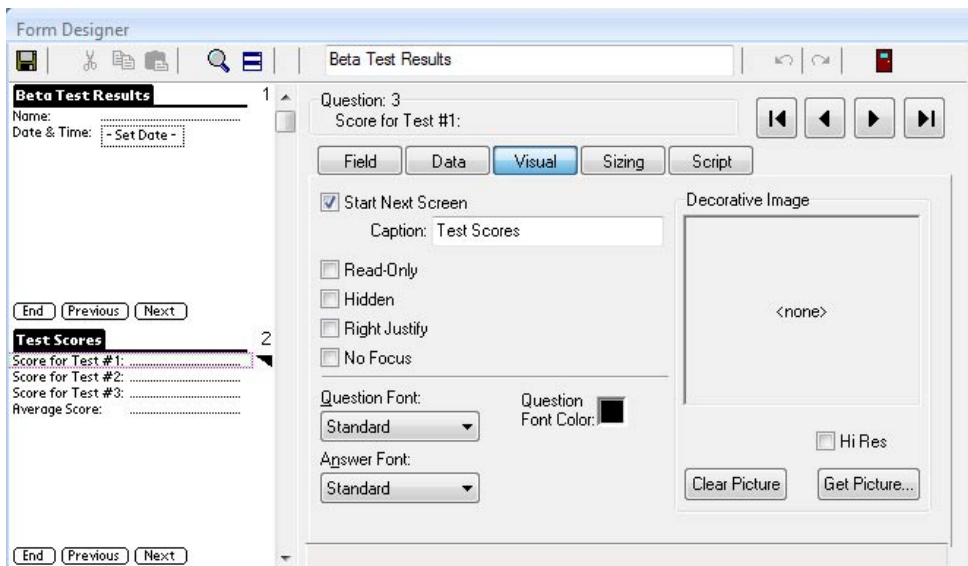 Form Designer
Beta Test Results
Beta Test Results 1
Name:
Date & Time: - Set Date -
End Previous Next
Test Scores 2
Score for Test #1:
Score for Test #2:
Score for Test #3:
Average Score:
End Previous Next
Question: 3
Score for Test #1:
Field Data Visual Sizing Script
Start Next Screen
Caption: Test Scores
Read-Only
Hidden
Right Justify
No Focus
Question Font:
Standard
Question
Font Color:
Answer Font:
Standard
Decorative Image
<none>
Hi Res
Clear Picture Get Picture...